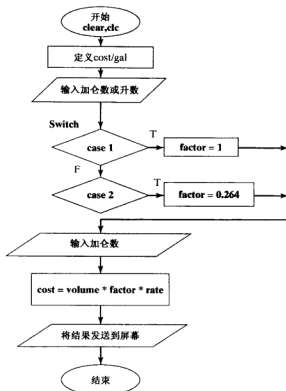 开始
clear,clc
定义cost/gal
输入加仑数或升数
Switch
case 1
T
factor = 1
F
case 2
T
factor = 0.264
输入加仑数
cost = volume * factor * rate
将结果发送到屏幕
结束